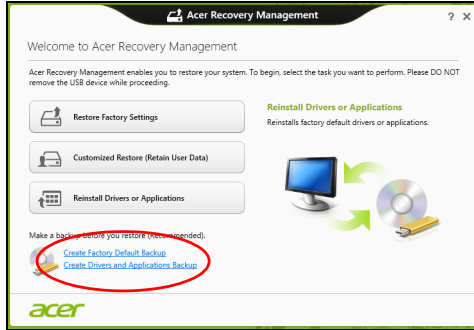 Acer Recovery Management
? X
Welcome to Acer Recovery Management
Acer Recovery Management enables you to restore your system. To begin, select the task you want to perform. Please DO NOT
remove the USB device while proceeding.
Restore Factory Settings
Customized Restore (Retain User Data)
Reinstall Drivers or Applications
Reinstall Drivers or Applications
Reinstalls factory default drivers or applications.
Make a backup before you restore (Recommended).
Create Factory Default Backup
Create Drivers and Applications Backup
acer